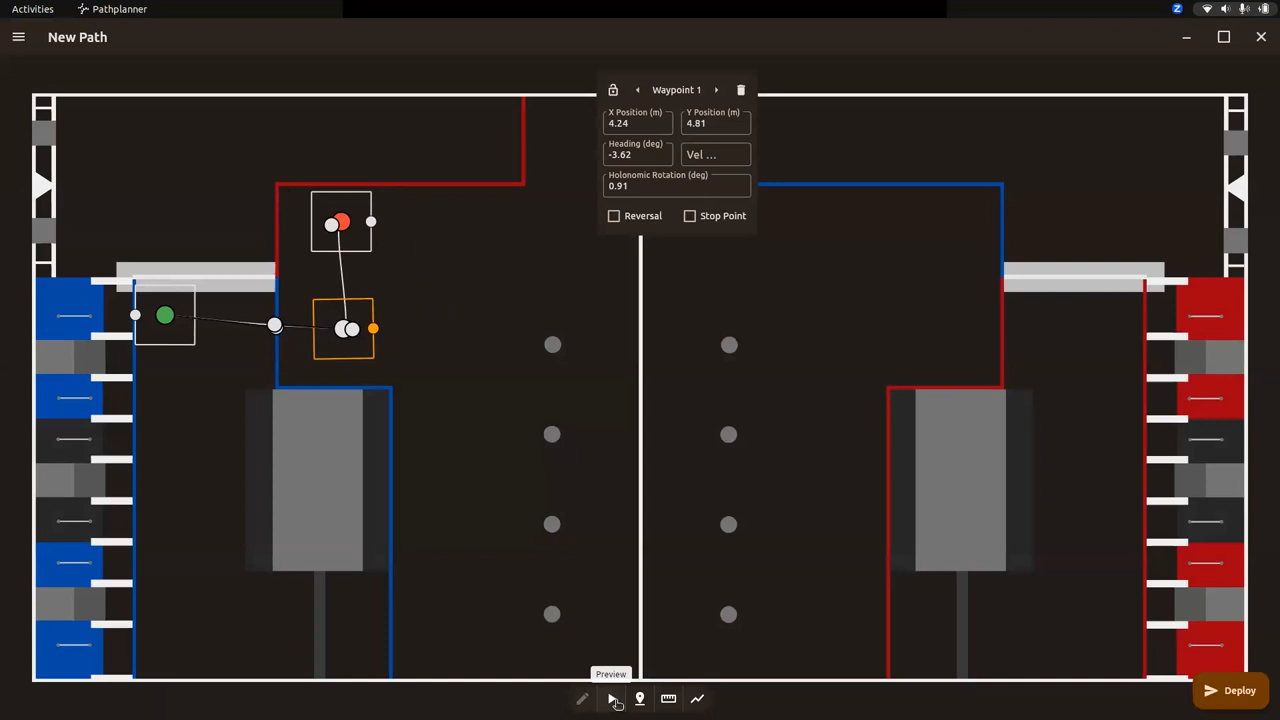 Activities
Pathplanner
New Path
Waypoint 1
X Position (m)
4.24
Y Position (m)
4.81
Heading (deg)
-3.62
Vel ...
Holonomic Rotation (deg)
0.91
Reversal
Stop Point
Preview
Deploy